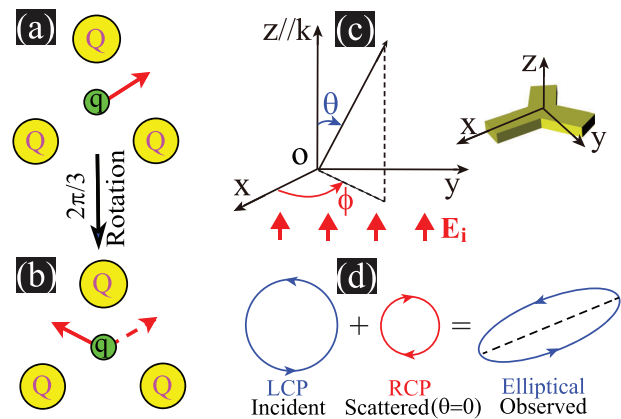 (a)
Q
q
Q Q
2π/3
Rotation
(b)
Q
q
Q Q
(c)
z//k
θ
o
x
y
ϕ
E_i
z
x
y
(d)
+
=
LCP RCP Elliptical
Incident Scattered(θ=0) Observed